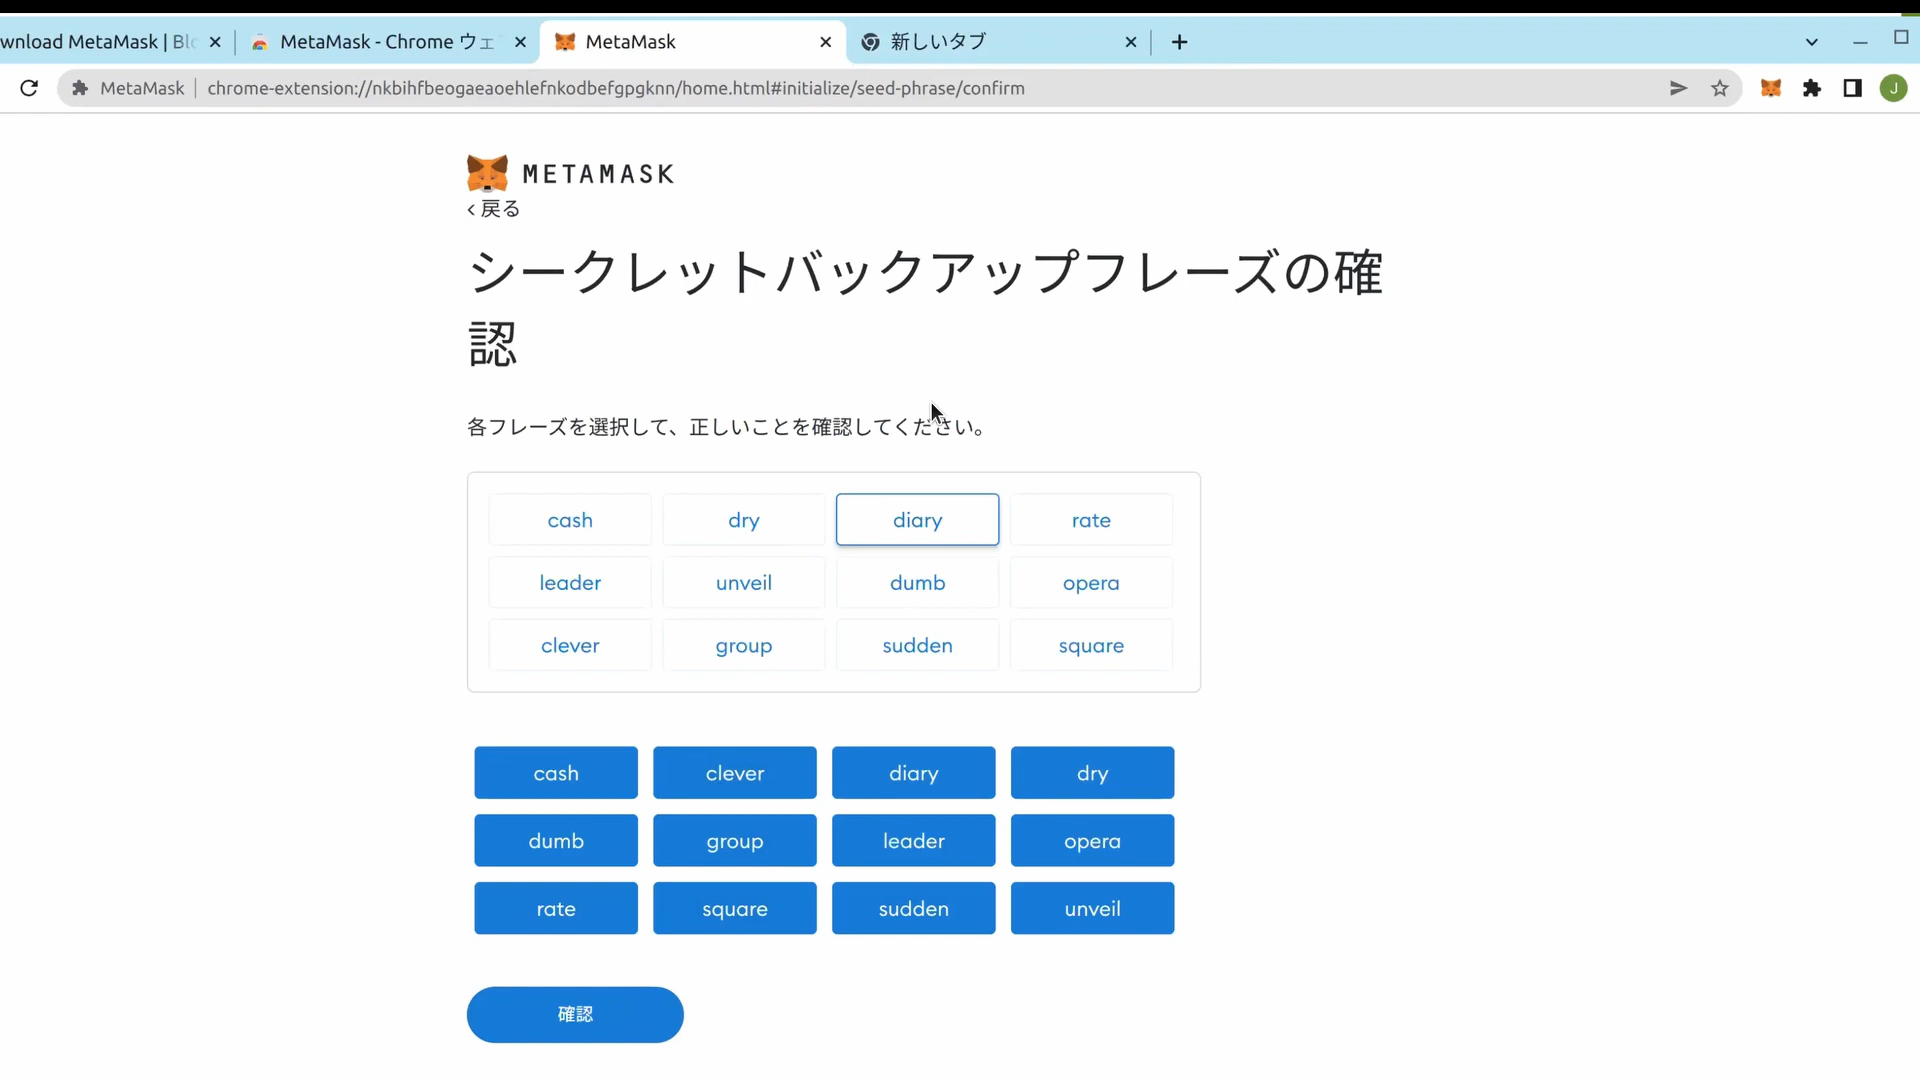 wnload MetaMask | Blo
MetaMask - Chrome ウェ
MetaMask
新しいタブ
MetaMask
chrome-extension://nkbihfbeogaeaoehlefnkodbefgpgknn/home.html#initialize/seed-phrase/confirm
J
METAMASK
<戻る
シークレットバックアップフレーズの確
認
各フレーズを選択して、正しいことを確認してください。
cash dry diary rate
leader unveil dumb opera
clever group sudden square
cash clever diary dry
dumb group leader opera
rate square sudden unveil
確認